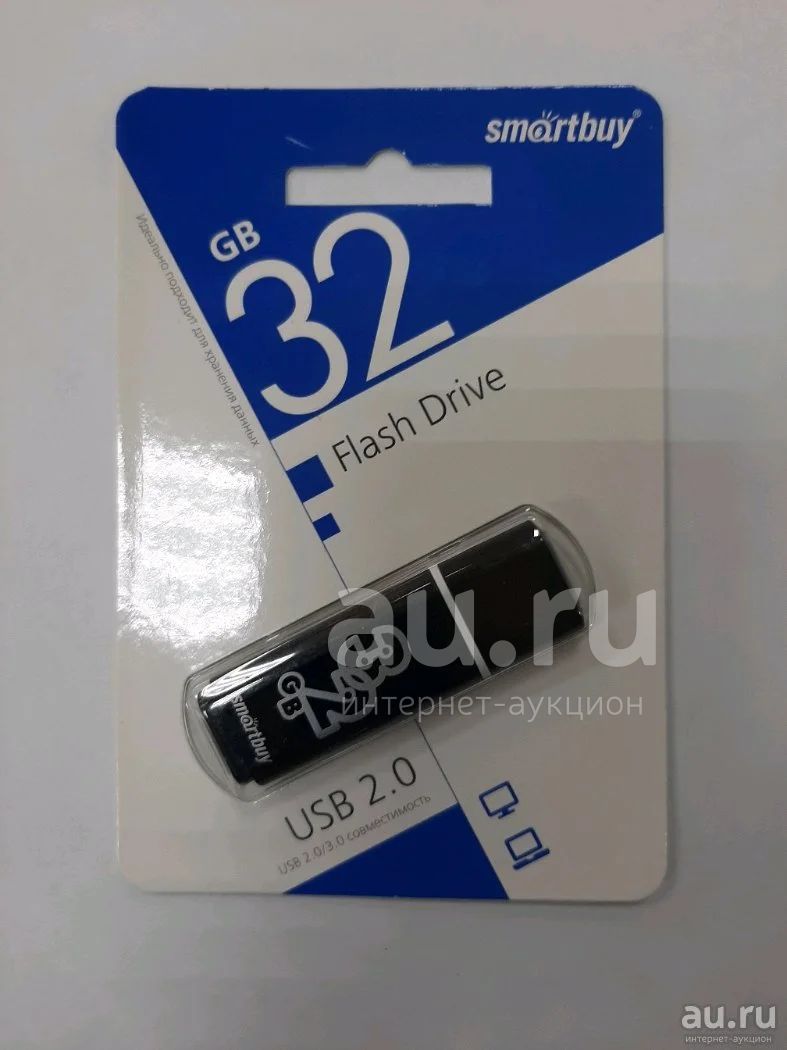 smartbuy®
GB
32
Flash Drive
Идеально подходит для хранения данных
au.ru
интернет-аукцион
GB
32
smartbuy
USB 2.0
USB 2.0/3.0 совместимость
au.ru
интернет-аукцион